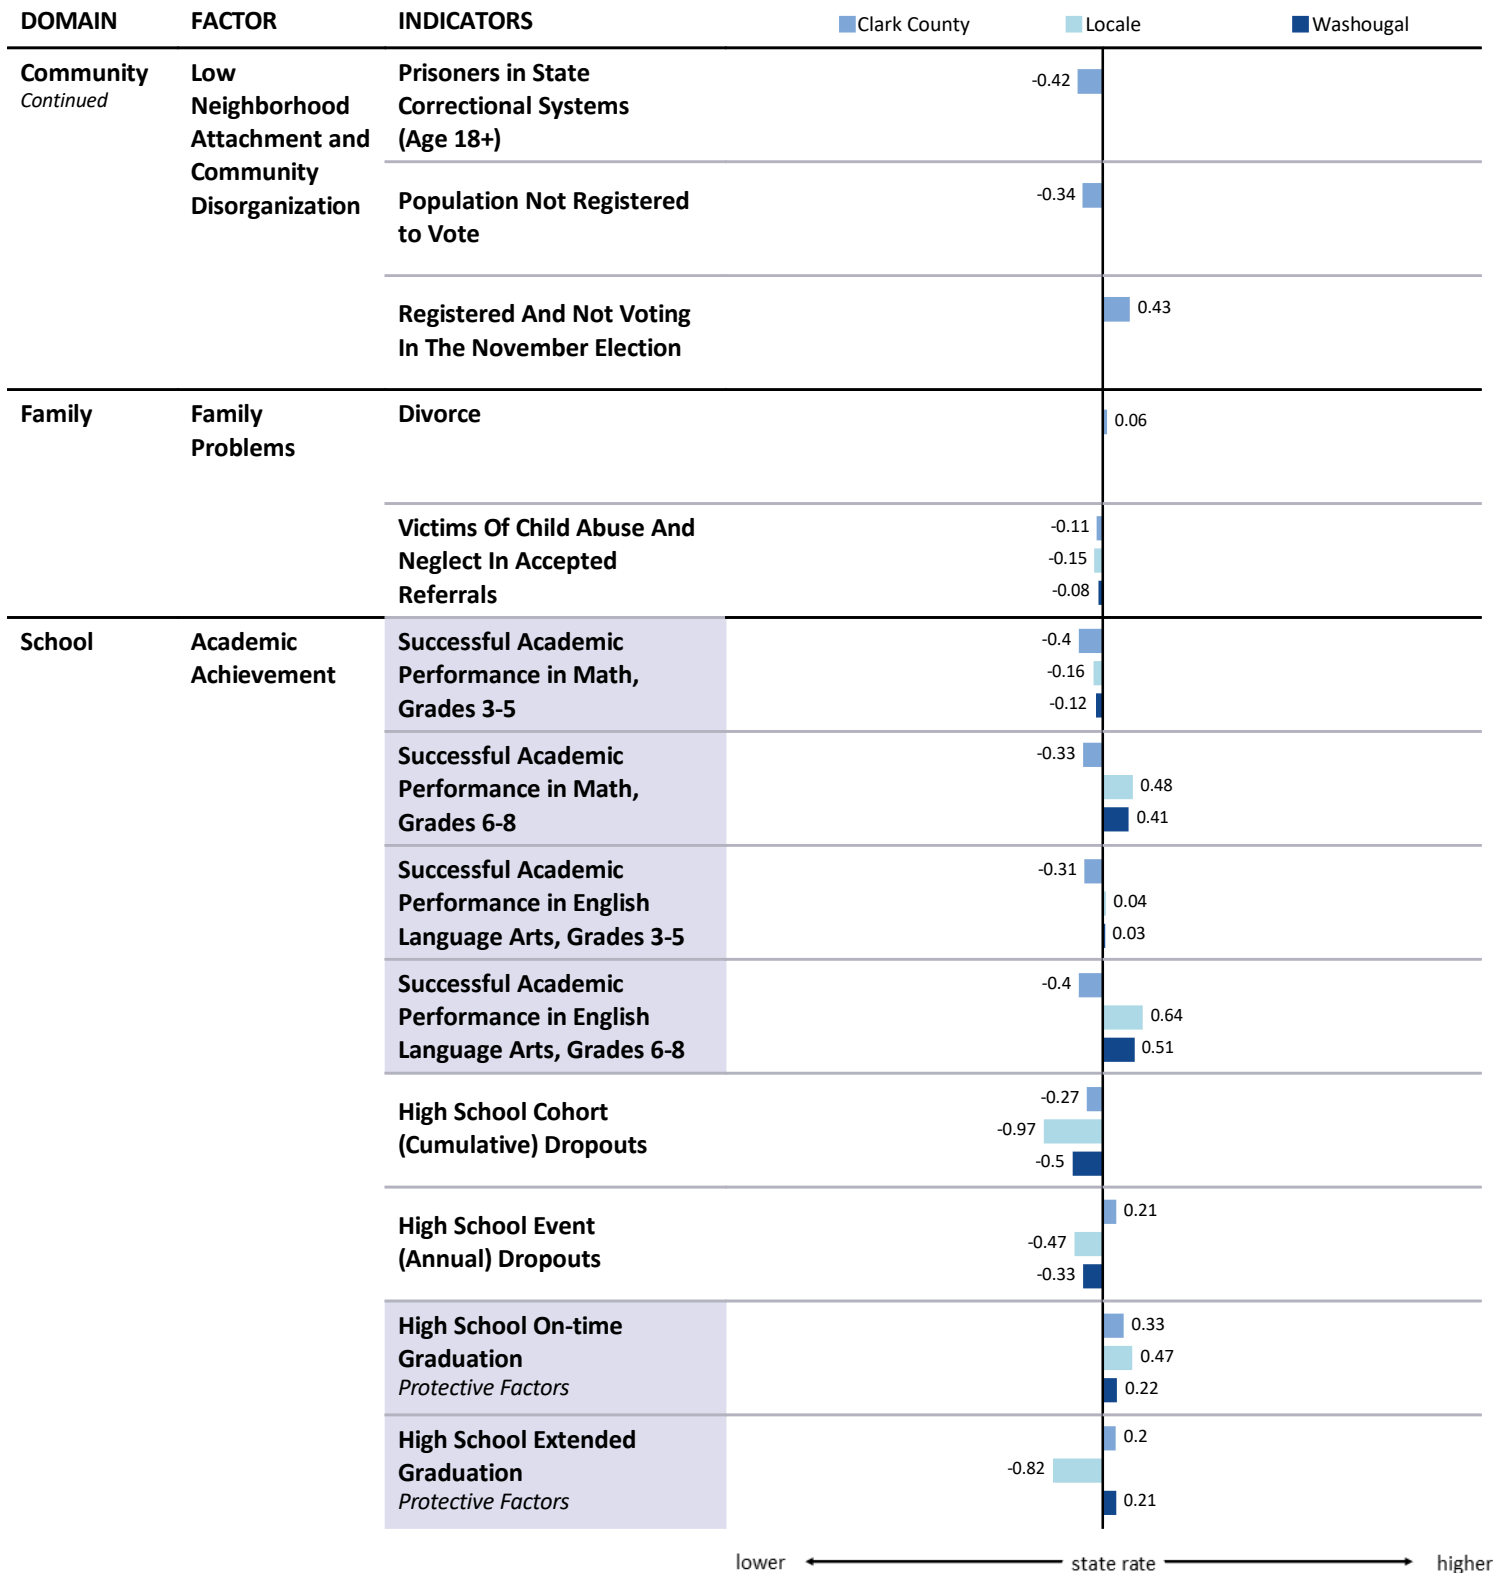 DOMAIN FACTOR INDICATORS Clark County Locale Washougal
Community
Continued
Low
Neighborhood
Attachment and
Community
Disorganization
Prisoners in State
Correctional Systems
(Age 18+)
-0.42
Population Not Registered
to Vote
-0.34
Registered And Not Voting
In The November Election
0.43
Family
Family
Problems
Divorce
0.06
Victims Of Child Abuse And
Neglect In Accepted
Referrals
-0.11
-0.15
-0.08
School
Academic
Achievement
Successful Academic
Performance in Math,
Grades 3-5
-0.4
-0.16
-0.12
Successful Academic
Performance in Math,
Grades 6-8
-0.33
0.48
0.41
Successful Academic
Performance in English
Language Arts, Grades 3-5
-0.31
0.04
0.03
Successful Academic
Performance in English
Language Arts, Grades 6-8
-0.4
0.64
0.51
High School Cohort
(Cumulative) Dropouts
-0.27
-0.97
-0.5
High School Event
(Annual) Dropouts
0.21
-0.47
-0.33
High School On-time
Graduation
Protective Factors
0.33
0.47
0.22
High School Extended
Graduation
Protective Factors
0.2
-0.82
0.21
lower state rate higher